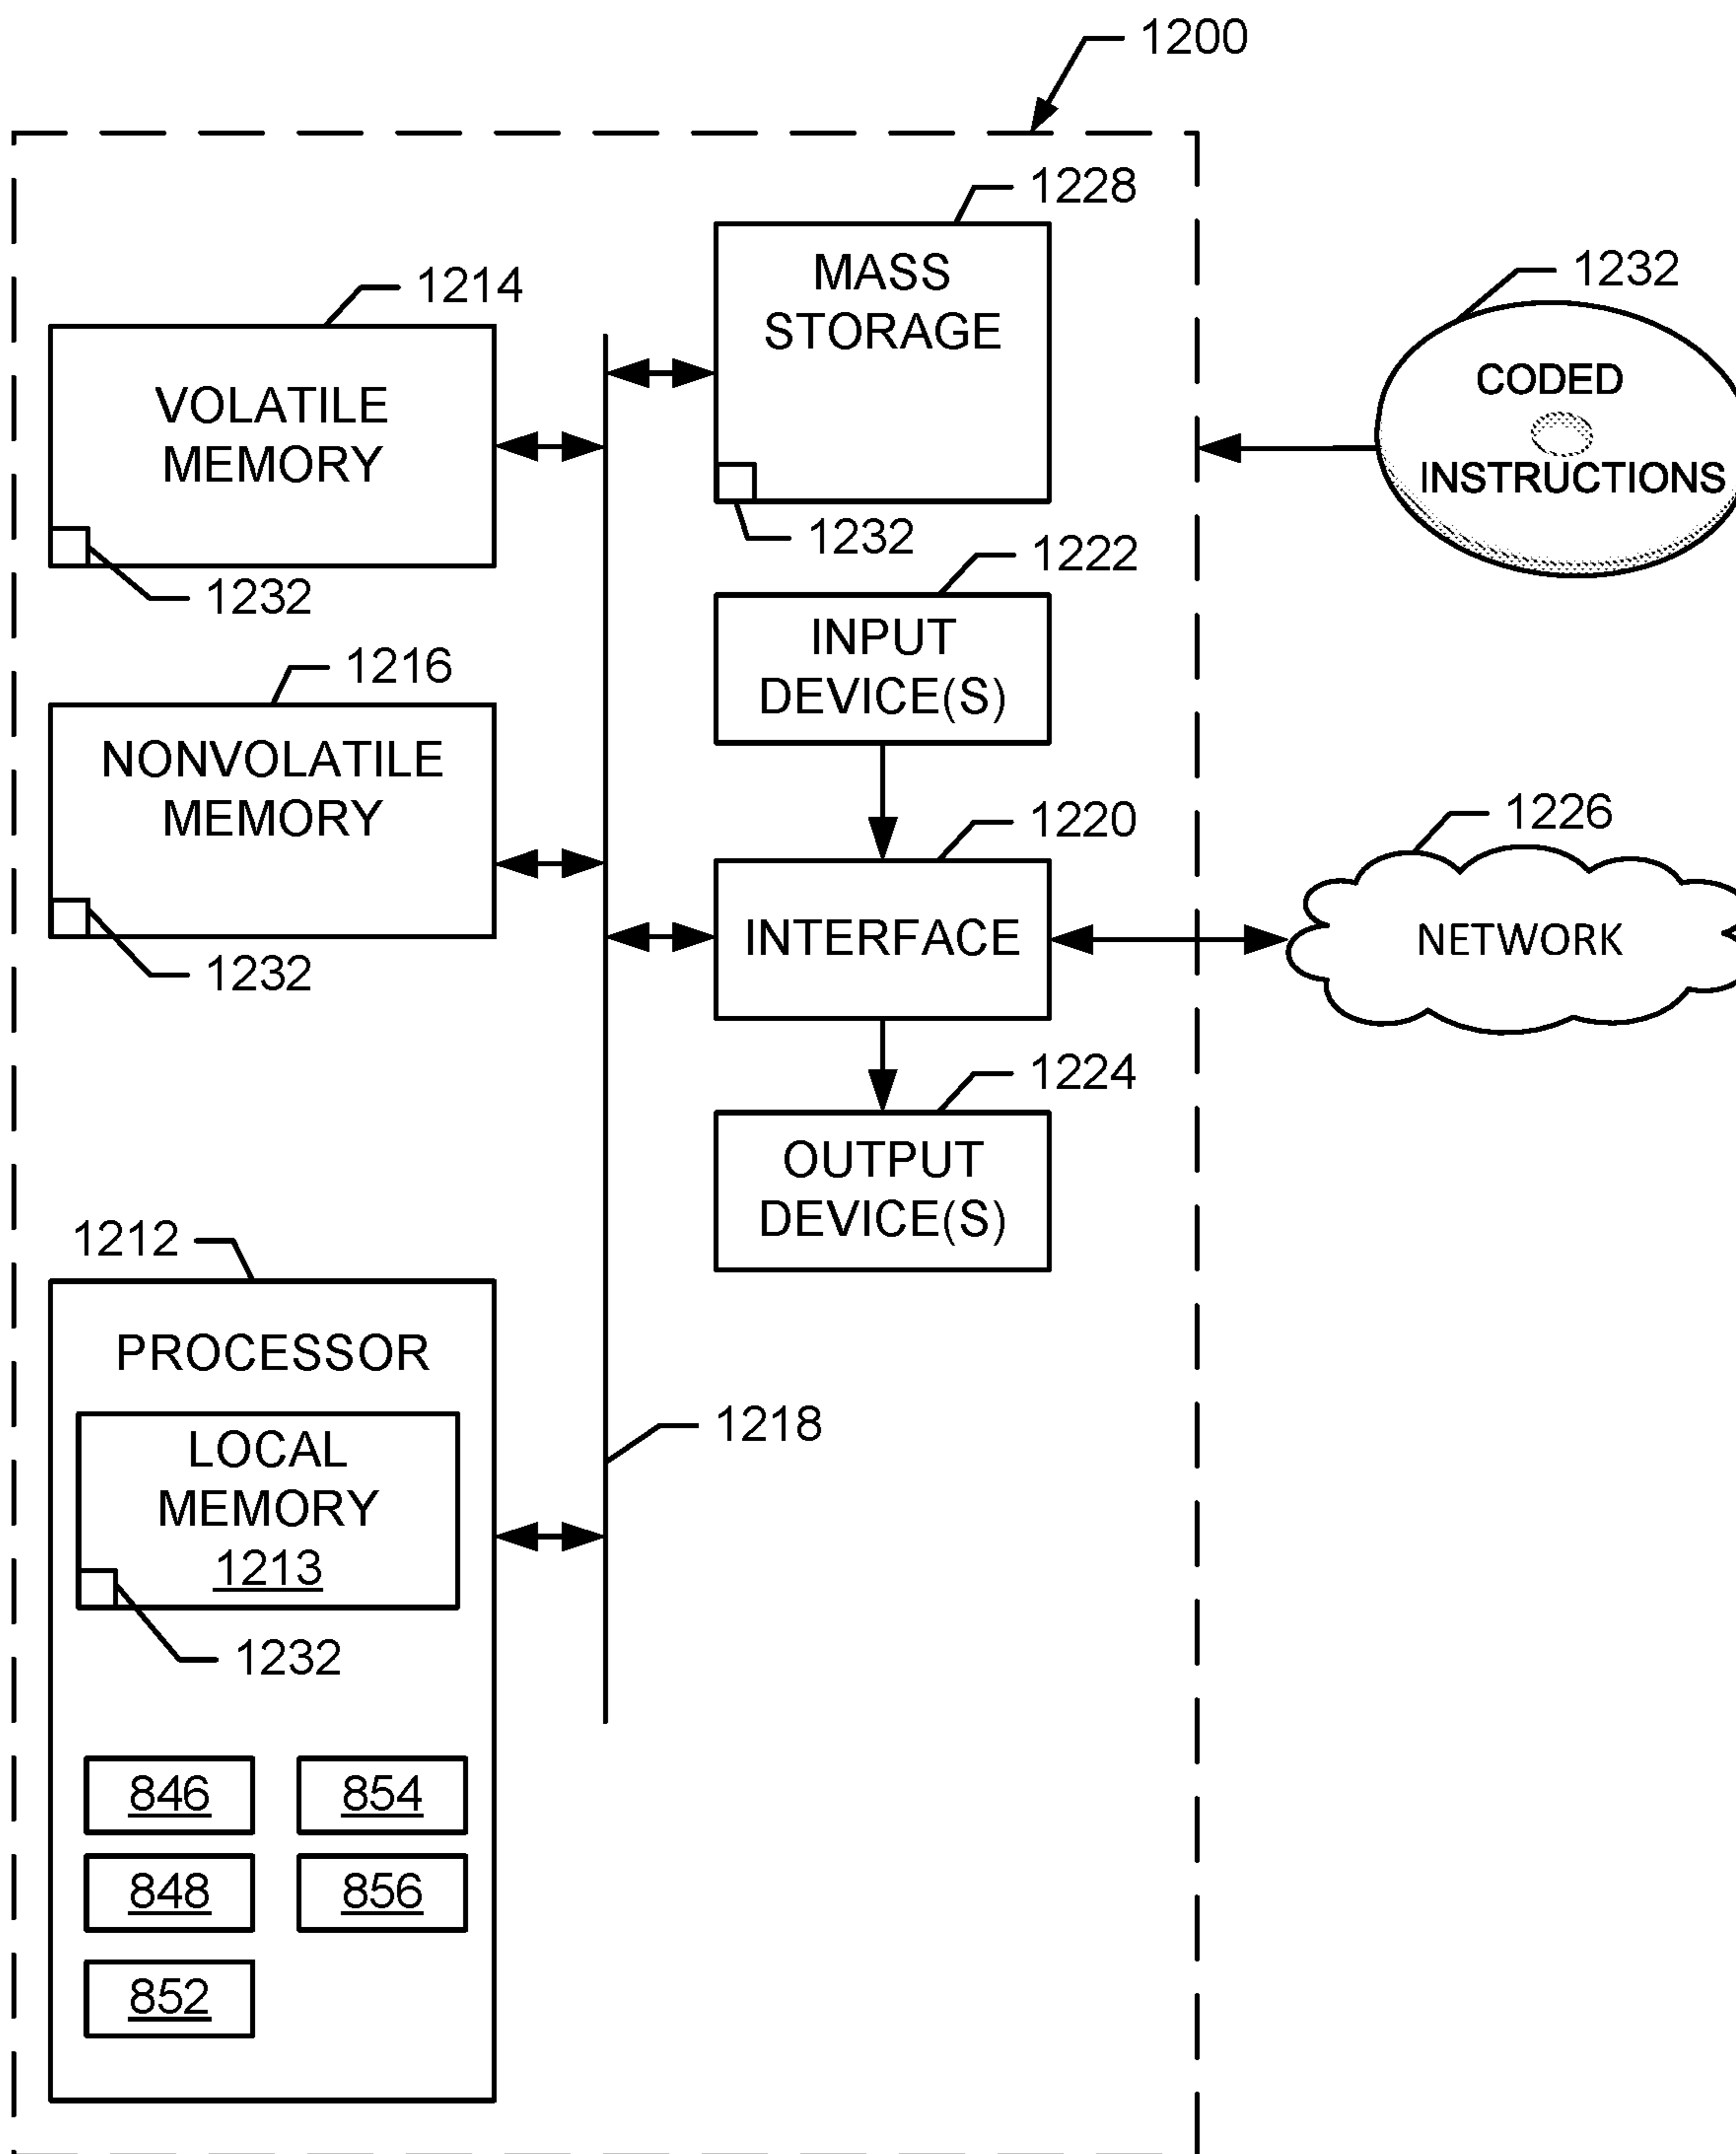 1200
1228
MASS
STORAGE
1232
1214
VOLATILE
MEMORY
1232
1216
NONVOLATILE
MEMORY
1232
1222
INPUT
DEVICE(S)
1220
INTERFACE
1224
OUTPUT
DEVICE(S)
1232
CODED
INSTRUCTIONS
1226
NETWORK
1212
PROCESSOR
LOCAL
MEMORY
1213
1232
1218
846
854
848
856
852